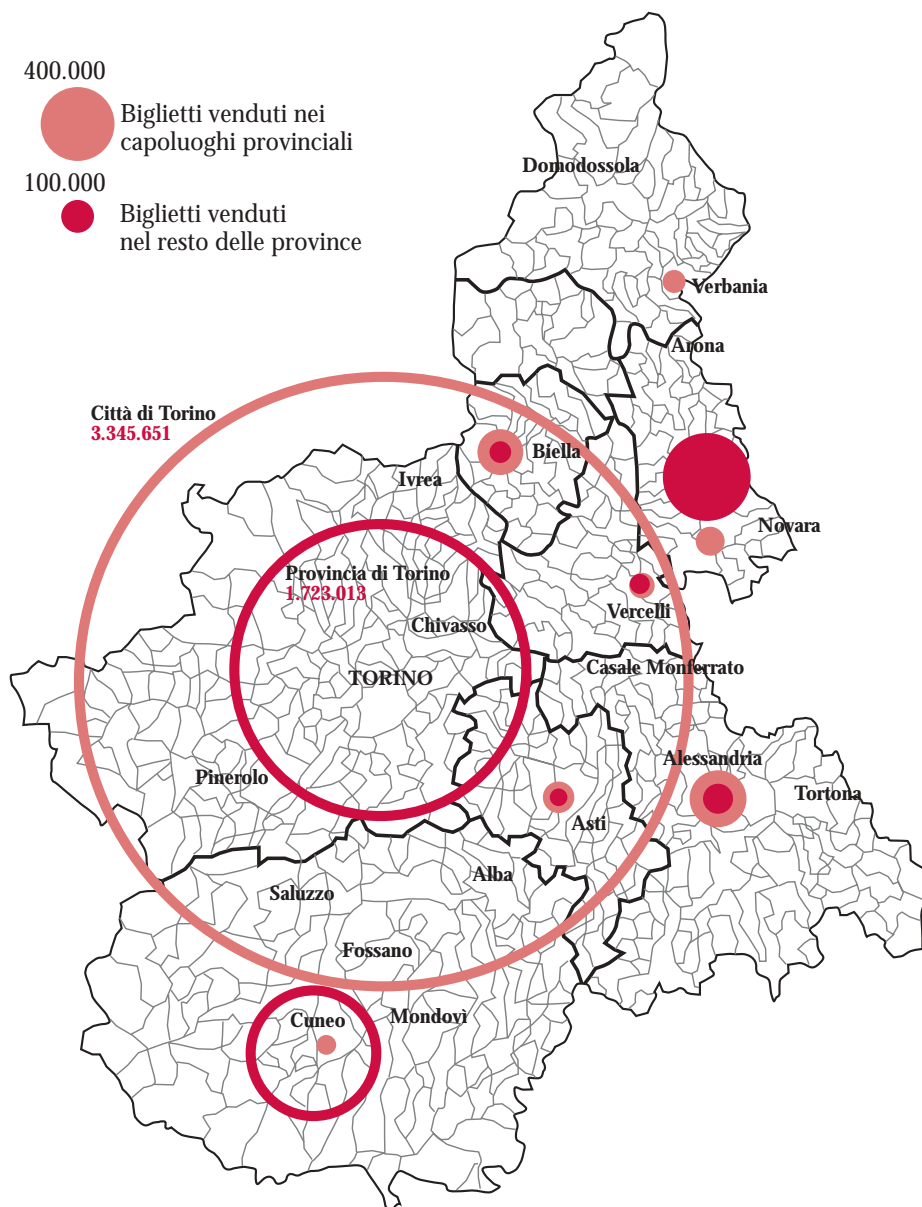 400.000
Biglietti venduti nei
capoluoghi provinciali
100.000
Biglietti venduti
nel resto delle province
Domodossola
Verbania
Arona
Città di Torino
3.345.651
Biella
Ivrea
Novara
Provincia di Torino
1.723.013
Vercelli
Chivasso
Casale Monferrato
TORINO
Alessandria
Pinerolo
Tortona
Asti
Alba
Saluzzo
Fossano
Cuneo
Mondovì